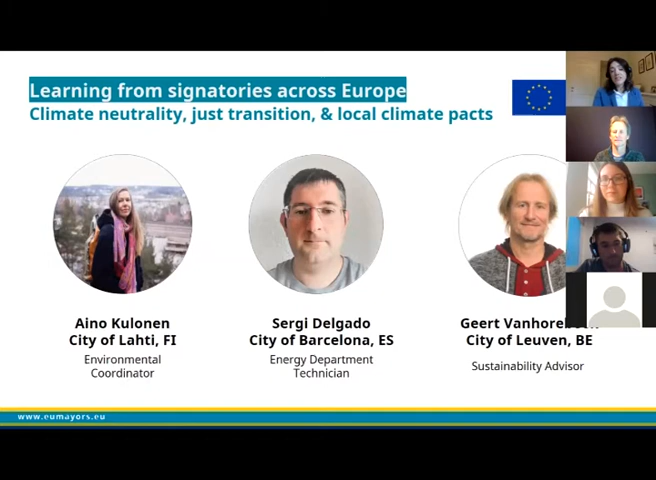 Learning from signatories across Europe
Climate neutrality, just transition, & local climate pacts
Aino Kulonen
City of Lahti, FI
Environmental
Coordinator
Sergi Delgado
City of Barcelona, ES
Energy Department
Technician
Geert
City of Leuven, BE
Sustainability Advisor
www.eumayors.eu